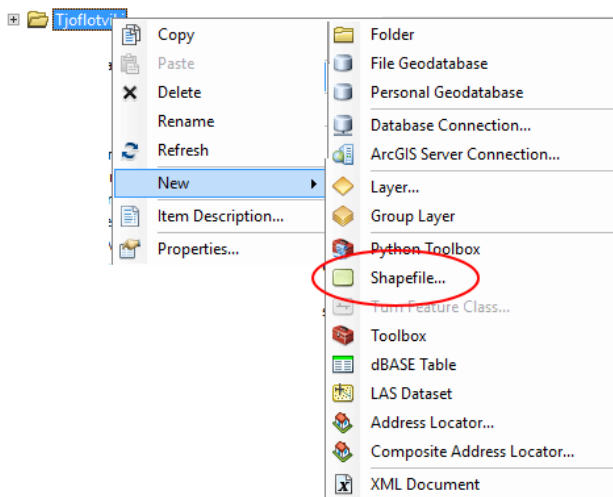 Copy
Paste
Delete
Rename
Refresh
New
Item Description...
Properties...
Folder
File Geodatabase
Personal Geodatabase
Database Connection...
ArcGIS Server Connection...
Layer...
Group Layer
Python Toolbox
Shapefile...
Turn Feature Class...
Toolbox
dBASE Table
LAS Dataset
Address Locator...
Composite Address Locator...
XML Document